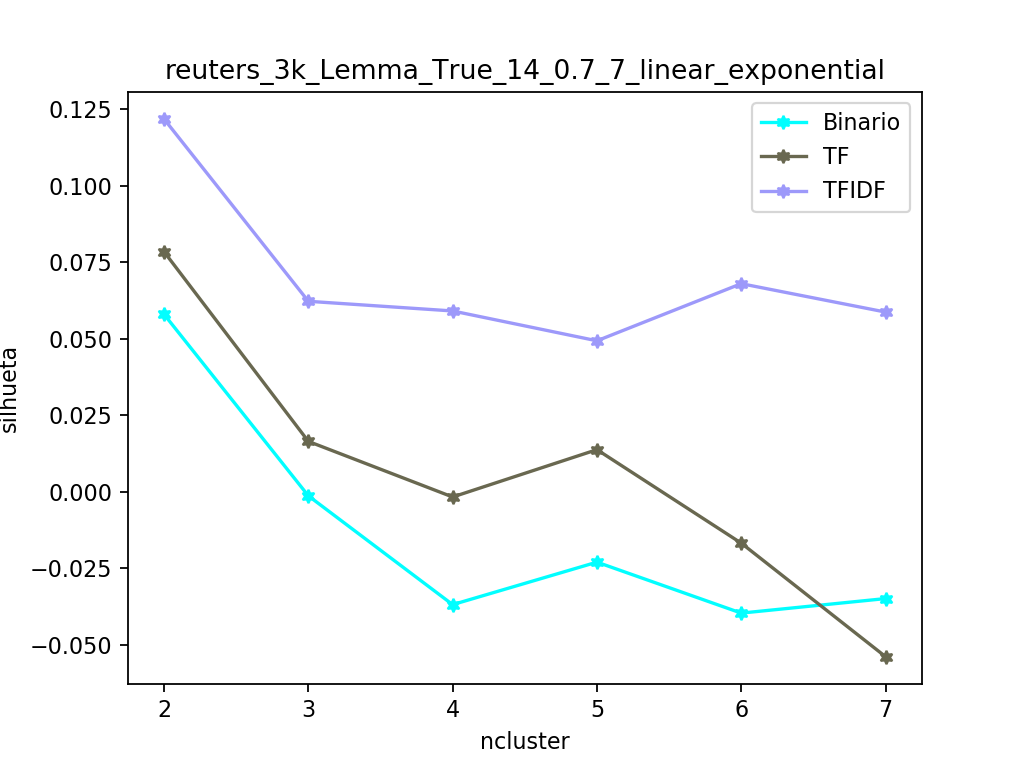 reuters_3k_Lemma_True_14_0.7_7_linear_exponential
Binario
TF
TFIDF
silhueta
0.125
0.100
0.075
0.050
0.025
0.000
−0.025
−0.050
2 3 4 5 6 7
ncluster